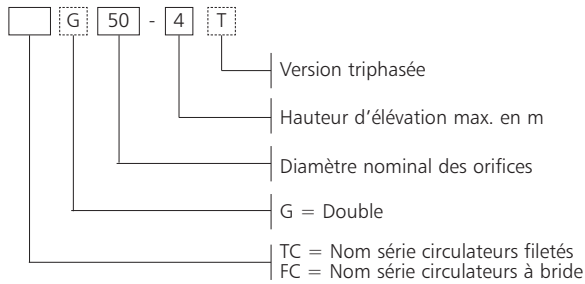 G 50 - 4 T
Version triphasée
Hauteur d'élévation max. en m
Diamètre nominal des orifices
G = Double
TC = Nom série circulateurs filetés
FC = Nom série circulateurs à bride